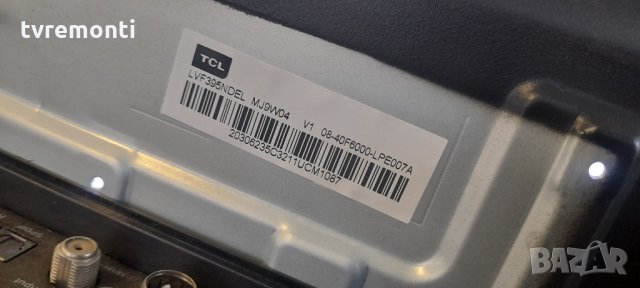 tvremonti
TCL
LVF395NDEL MJ9W04 V1 08-40F6000-LPE007A
20306235C3211UCM1087
BAZAR